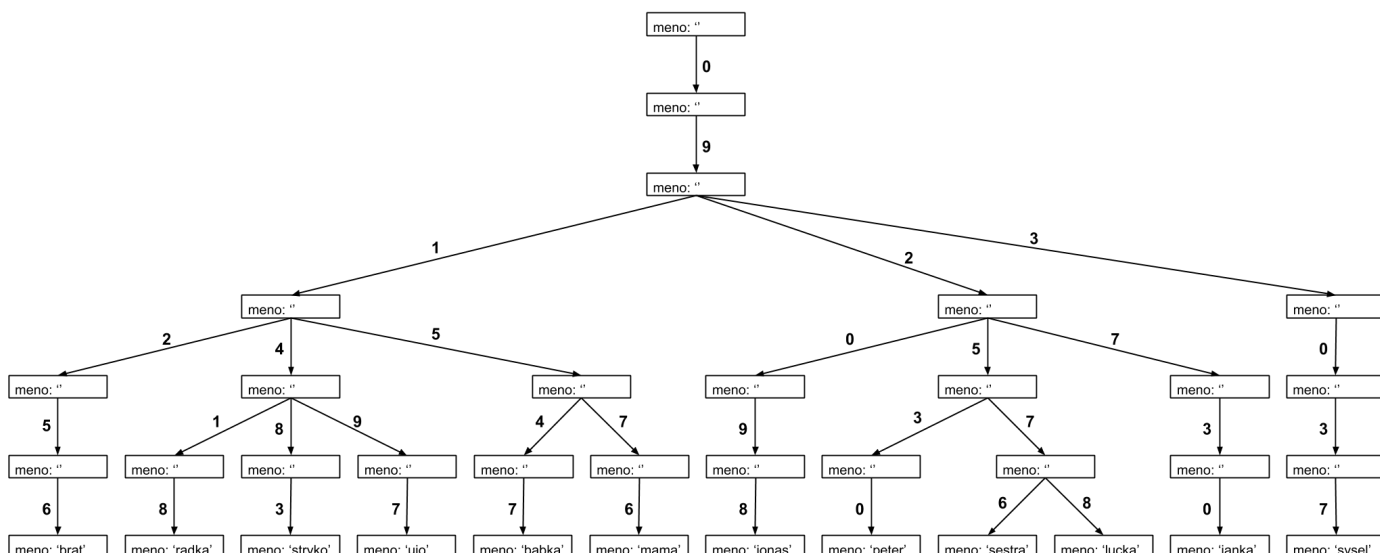 meno: ‘’
0
meno: ‘’
9
meno: ‘’
1 2 3
meno: ‘’ meno: ‘’ meno: ‘’
2 4 5 0 5 7 0
meno: ‘’ meno: ‘’ meno: ‘’ meno: ‘’ meno: ‘’ meno: ‘’ meno: ‘’
5 1 8 9 4 7 9 3 7 3 3
meno: ‘’ meno: ‘’ meno: ‘’ meno: ‘’ meno: ‘’ meno: ‘’ meno: ‘’ meno: ‘’ meno: ‘’ meno: ‘’ meno: ‘’
6 8 3 7 7 6 8 0 6 8 0 7
meno: ‘brat’ meno: ‘radka’ meno: ‘stryko’ meno: ‘ujo’ meno: ‘babka’ meno: ‘mama’ meno: ‘jonas’ meno: ‘peter’ meno: ‘sestra’ meno: ‘lucka’ meno: ‘janka’ meno: ‘sysel’